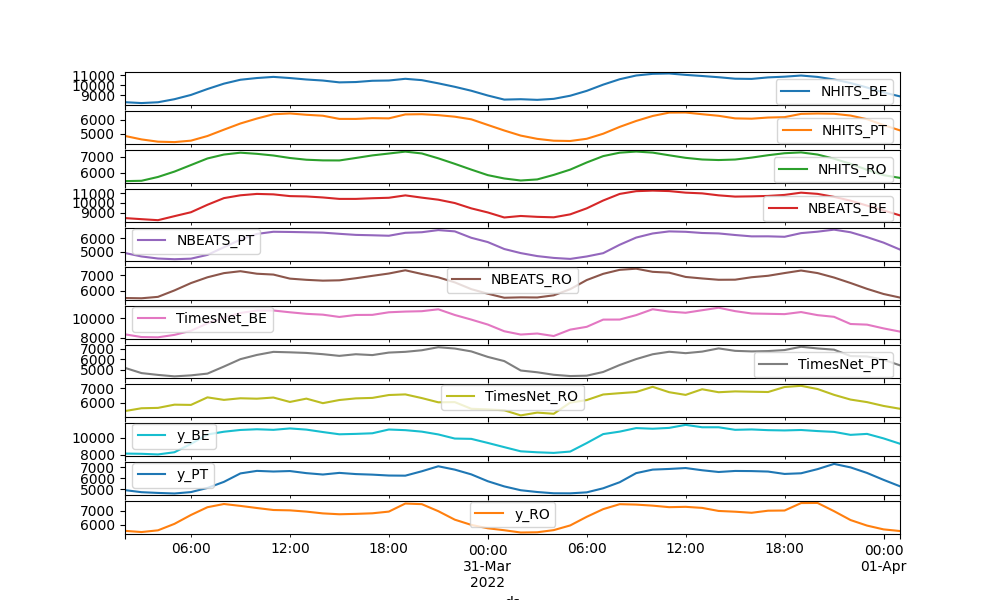 11000
10000
9000
NHITS_BE
6000
5000
NHITS_PT
7000
6000
NHITS_RO
11000
10000
9000
NBEATS_BE
6000
5000
NBEATS_PT
7000
6000
NBEATS_RO
10000
8000
TimesNet_BE
7000
6000
5000
TimesNet_PT
7000
6000
TimesNet_RO
10000
8000
y_BE
7000
6000
5000
y_PT
7000
6000
y_RO
06:00 12:00 18:00 00:00 06:00 12:00 18:00 00:00
31-Mar 01-Apr
2022